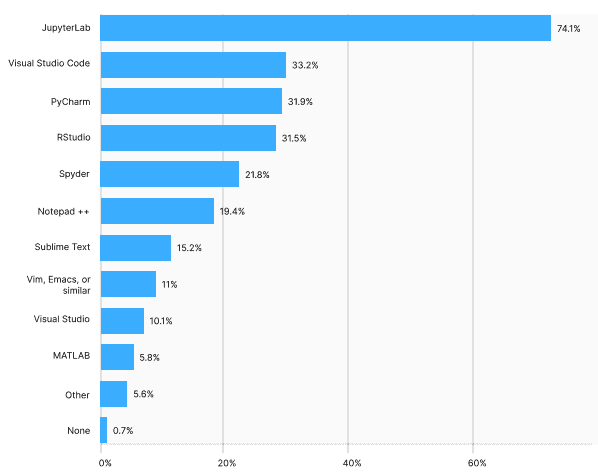 JupyterLab 74.1%
Visual Studio Code 33.2%
PyCharm 31.9%
RStudio 31.5%
Spyder 21.8%
Notepad ++ 19.4%
Sublime Text 15.2%
Vim, Emacs, or
similar 11%
Visual Studio 10.1%
MATLAB 5.8%
Other 5.6%
None 0.7%
0% 20% 40% 60%